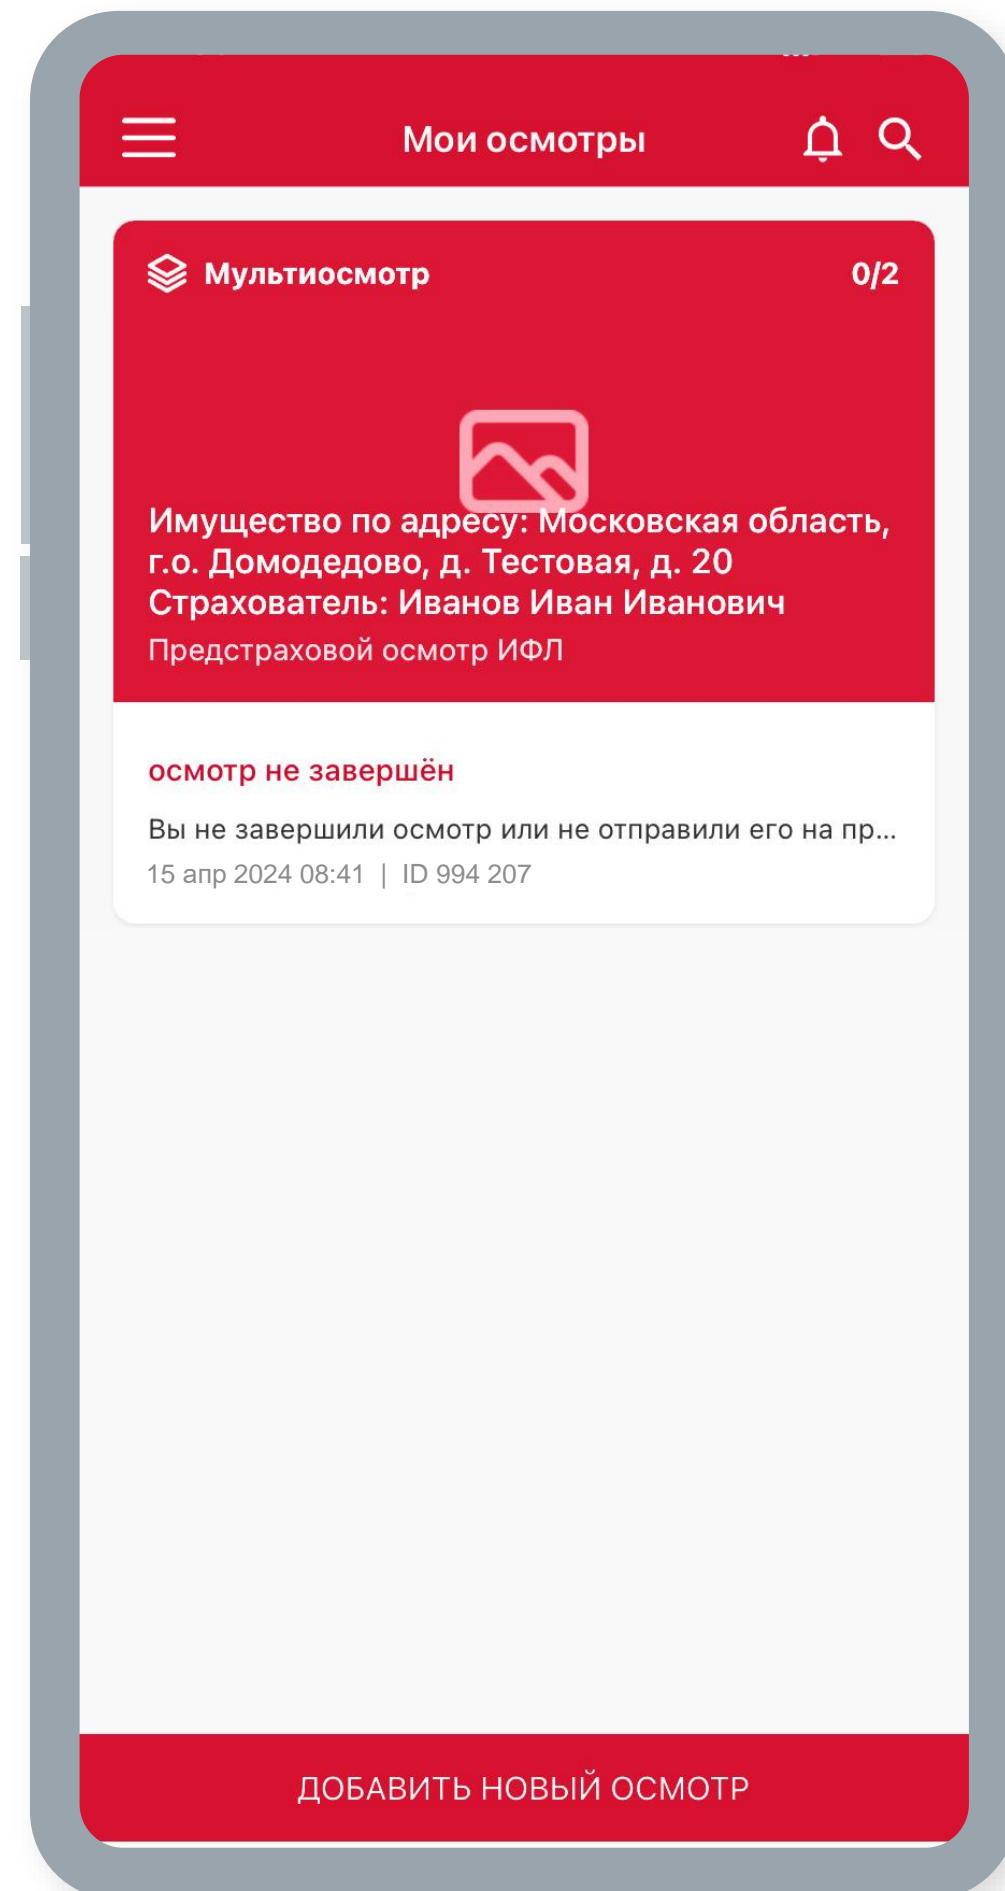 Мои осмотры
Мультиосмотр 0/2
Имущество по адресу: Московская область,
г.о. Домодедово, д. Тестовая, д. 20
Страхователь: Иванов Иван Иванович
Предстраховой осмотр ИФЛ
осмотр не завершён
Вы не завершили осмотр или не отправили его на пр...
15 апр 2024 08:41 | ID 994 207
ДОБАВИТЬ НОВЫЙ ОСМОТР